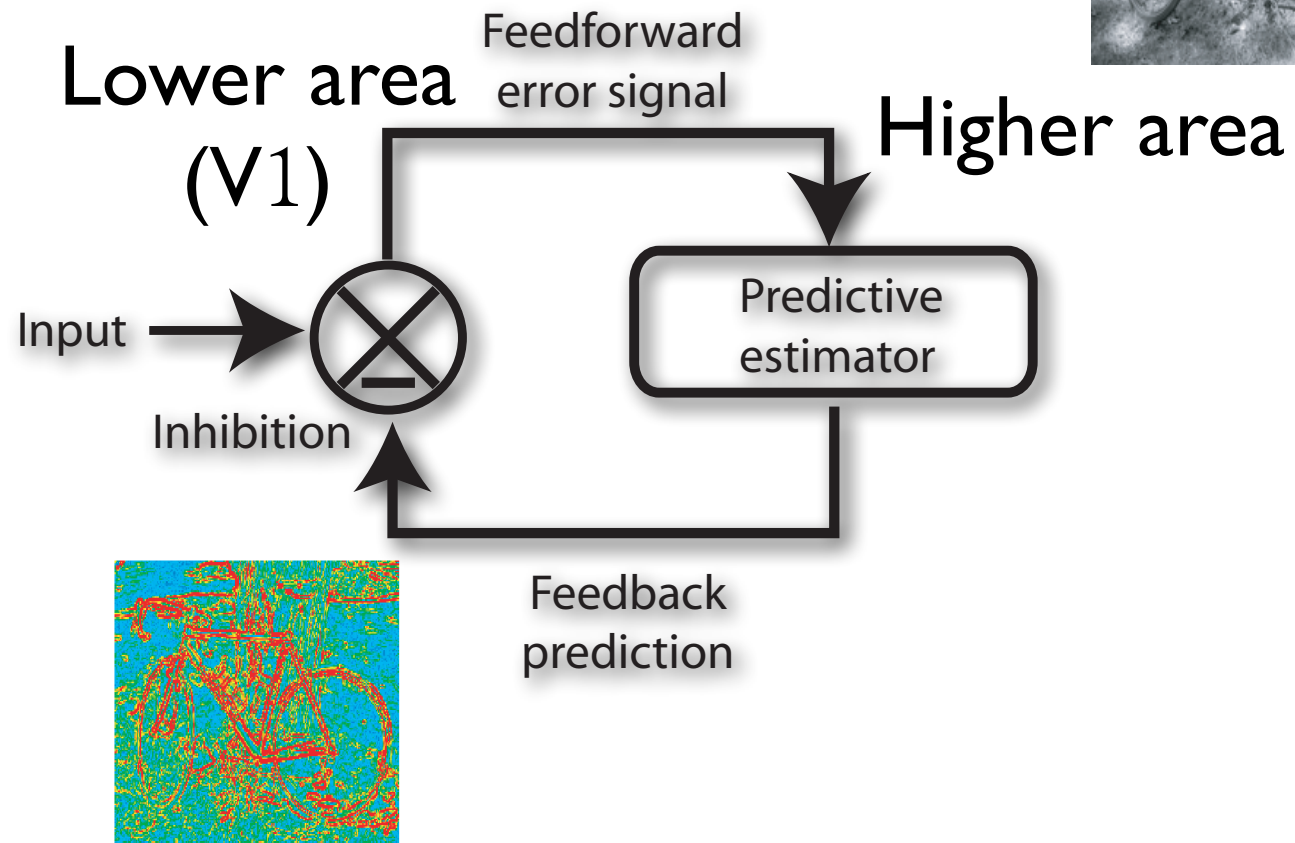 Feedforward
error signal
Lower area
(V1)
Higher area
Input
Predictive
estimator
Inhibition
Feedback
prediction